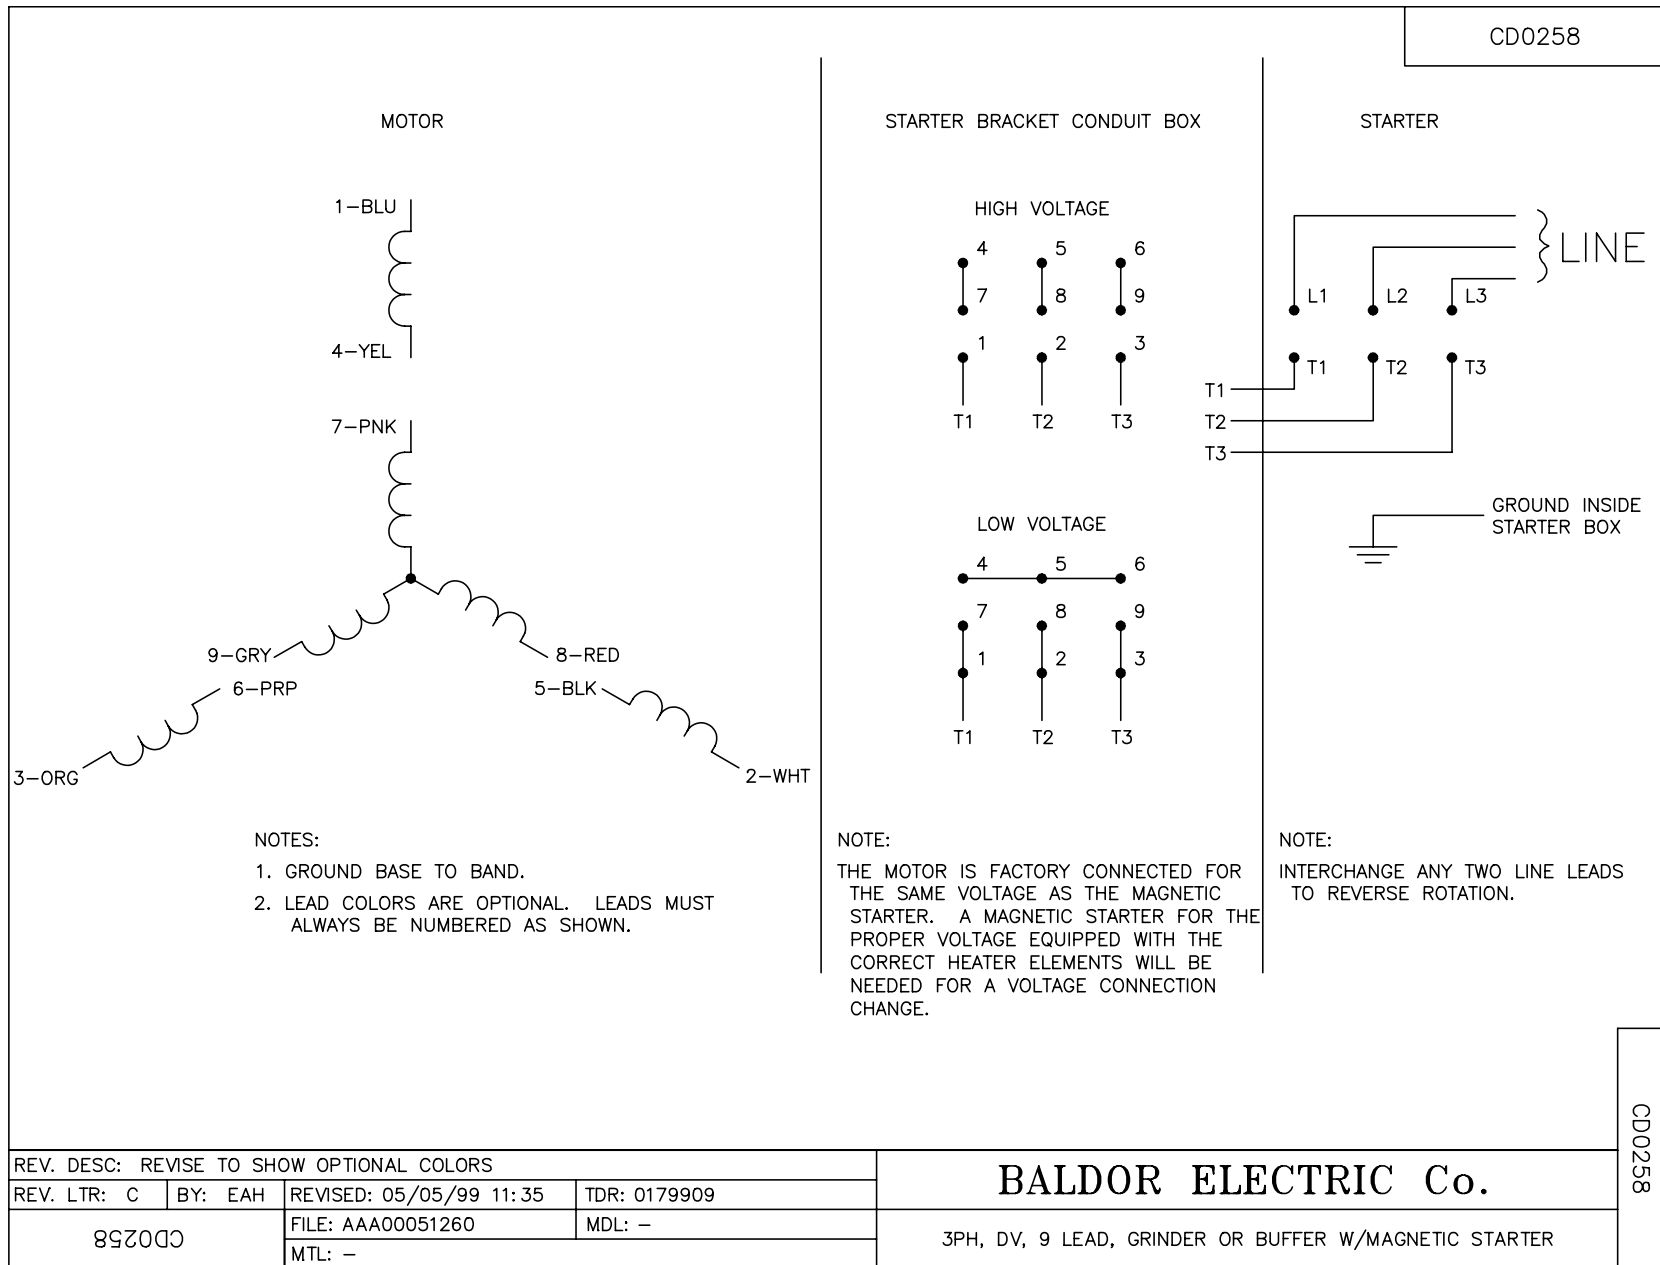 CD0258
MOTOR
1-BLU
4-YEL
7-PNK
9-GRY
8-RED
6-PRP
5-BLK
3-ORG
2-WHT
NOTES:
1. GROUND BASE TO BAND.
2. LEAD COLORS ARE OPTIONAL. LEADS MUST
ALWAYS BE NUMBERED AS SHOWN.
STARTER BRACKET CONDUIT BOX
HIGH VOLTAGE
4 5 6
7 8 9
1 2 3
T1 T2 T3
LOW VOLTAGE
4 5 6
7 8 9
1 2 3
T1 T2 T3
NOTE:
THE MOTOR IS FACTORY CONNECTED FOR
THE SAME VOLTAGE AS THE MAGNETIC
STARTER. A MAGNETIC STARTER FOR THE
PROPER VOLTAGE EQUIPPED WITH THE
CORRECT HEATER ELEMENTS WILL BE
NEEDED FOR A VOLTAGE CONNECTION
CHANGE.
STARTER
LINE
L1 L2 L3
T1 T2 T3
T1
T2
T3
GROUND INSIDE
STARTER BOX
NOTE:
INTERCHANGE ANY TWO LINE LEADS
TO REVERSE ROTATION.
CD0258
REV. DESC: REVISE TO SHOW OPTIONAL COLORS
REV. LTR: C BY: EAH REVISED: 05/05/99 11:35 TDR: 0179909
CD0258
FILE: AAA00051260 MDL: -
MTL: -
BALDOR ELECTRIC Co.
3PH, DV, 9 LEAD, GRINDER OR BUFFER W/MAGNETIC STARTER